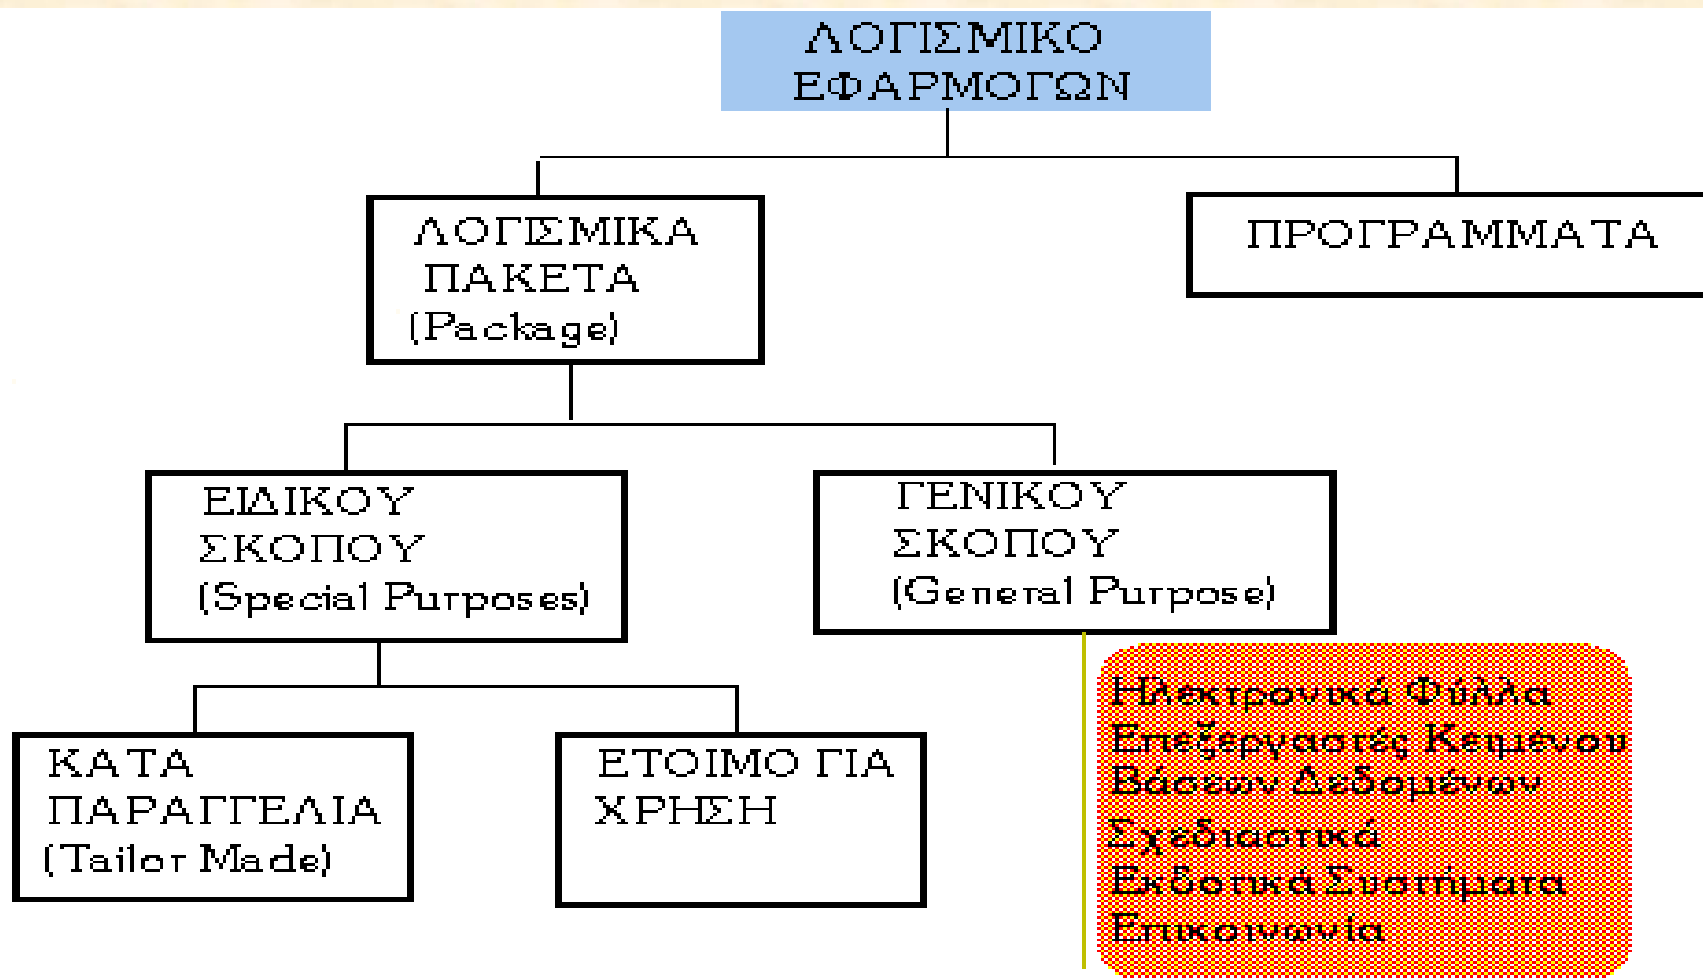 ΛΟΓΙΣΜΙΚΟ
ΕΦΑΡΜΟΓΩΝ
ΛΟΓΙΣΜΙΚΑ
ΠΑΚΕΤΑ
(Package)
ΠΡΟΓΡΑΜΜΑΤΑ
ΕΙΔΙΚΟΥ
ΣΚΟΠΟΥ
(Special Purposes)
ΓΕΝΙΚΟΥ
ΣΚΟΠΟΥ
(General Purpose)
ΚΑΤΑ
ΠΑΡΑΓΓΕΛΙΑ
(Tailor Made)
ΕΤΟΙΜΟ ΓΙΑ
ΧΡΗΣΗ
Ηλεκτρονικά Φύλλα
Επεξεργαστές Κειμένου
Βάσεων Δεδομένων
Σχεδιαστικά
Εκδοτικά Συστήματα
Επικοινωνία